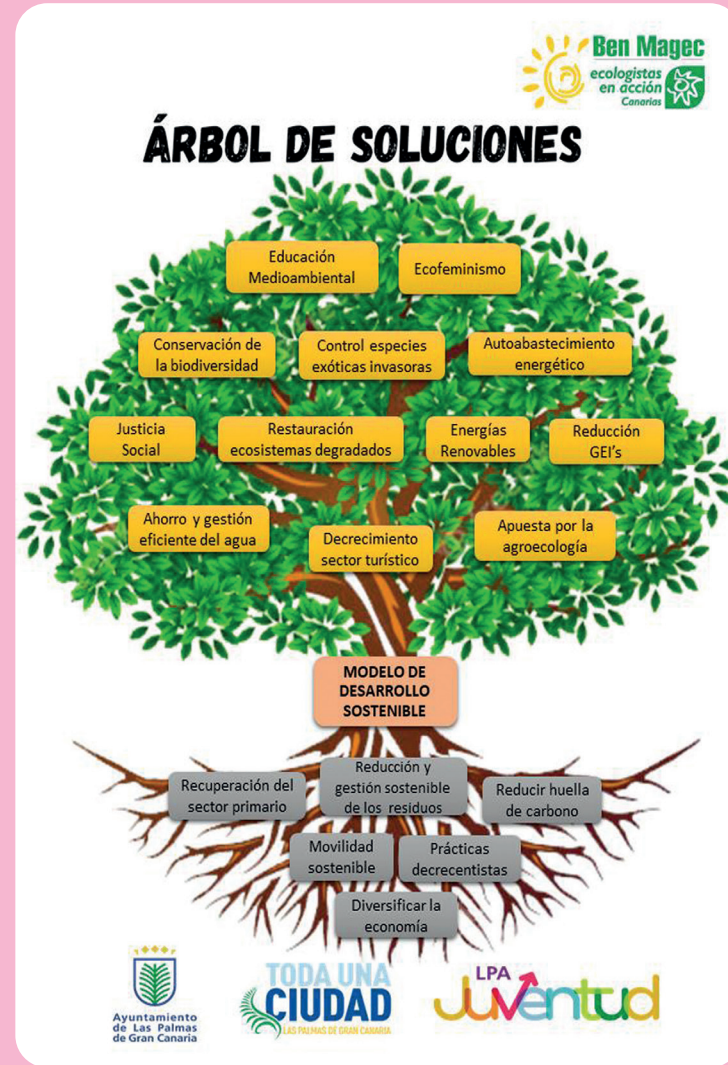 Ben Magec
ecologistas
en acción
Canarias
ÁRBOL DE SOLUCIONES
Educación
Medioambiental
Ecofeminismo
Conservación de
la biodiversidad
Control especies
exóticas invasoras
Autoabastecimiento
energético
Justicia
Social
Restauración
ecosistemas degradados
Energías
Renovables
Reducción
GEI's
Ahorro y gestión
eficiente del agua
Decrecimiento
sector turístico
Apuesta por la
agroecología
MODELO DE
DESARROLLO
SOSTENIBLE
Recuperación del
sector primario
Reducción y
gestión sostenible
de los residuos
Reducir huella
de carbono
Movilidad
sostenible
Prácticas
decrecentistas
Diversificar la
economía
Ayuntamiento
de Las Palmas
de Gran Canaria
TODA UNA
CIUDAD
LAS PALMAS DE GRAN CANARIA
LPA
Juventud